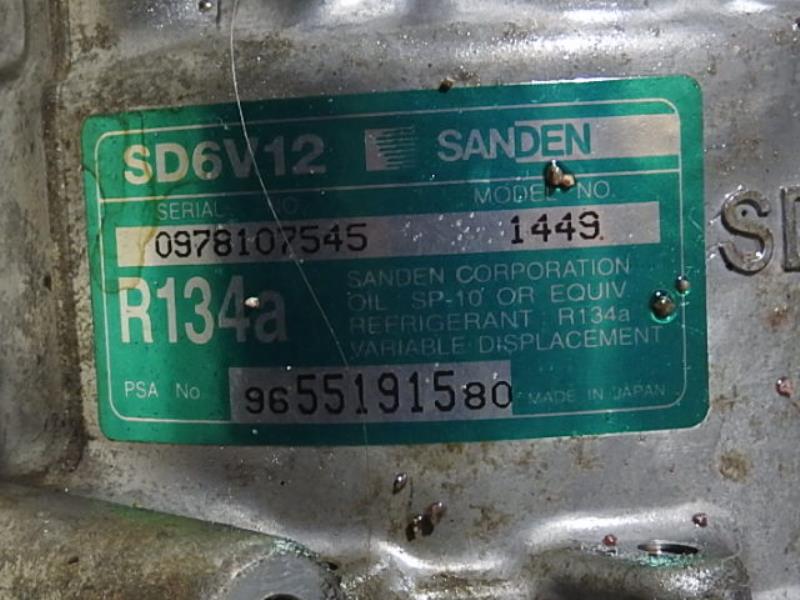 SD6V12 SANDEN
SERIAL NO. MODEL NO.
0978107545 1449
R134a
SANDEN CORPORATION
OIL SP-10 OR EQUIV.
REFRIGERANT R134a
VARIABLE DISPLACEMENT
PSA No 9655191580 MADE IN JAPAN
SD